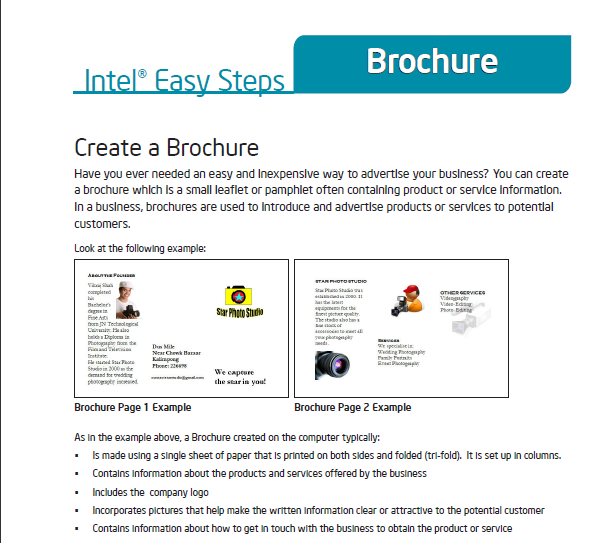 Intel® Easy Steps
Brochure
Create a Brochure
Have you ever needed an easy and inexpensive way to advertise your business? You can create
a brochure which is a small leaflet or pamphlet often containing product or service information.
In a business, brochures are used to introduce and advertise products or services to potential
customers.
Look at the following example:
ABOUT THE FOUNDER
Vikraj Shah
completed
his
Bachelor's
degree in
Fine Arts
from JN Technological
University. He also
holds a Diploma in
Photography from the
Film and Television
Institute.
He started Star Photo
Studio in 2000 as the
demand for wedding
photography increased.
Dus Mile
Near Chowk Bazaar
Kalimpong
Phone: 226698
Star Photo Studio
We capture
the star in you!
STAR PHOTO STUDIO
Star Photo Studio was
established in 2000. It
has the latest
equipments for the
finest picture quality.
The studio also has a
fine stock of
accessories to meet all
your photography
needs.
SERVICES
We specialise in
Wedding Photography
Family Portraits
Event Photography
OTHER SERVICES
Videography
Video-Editing
Photo-Editing
Brochure Page 1 Example
Brochure Page 2 Example
As in the example above, a Brochure created on the computer typically:
▪ Is made using a single sheet of paper that is printed on both sides and folded (tri-fold). It is set up in columns.
▪ Contains information about the products and services offered by the business
▪ Includes the company logo
▪ Incorporates pictures that help make the written information clear or attractive to the potential customer
▪ Contains information about how to get in touch with the business to obtain the product or service